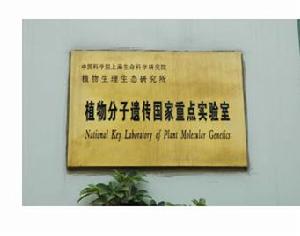 中国科学院上海生命科学研究院
植物生理生态研究所
植物分子遗传国家重点实验室
National Key Laboratory of Plant Molecular Genetics